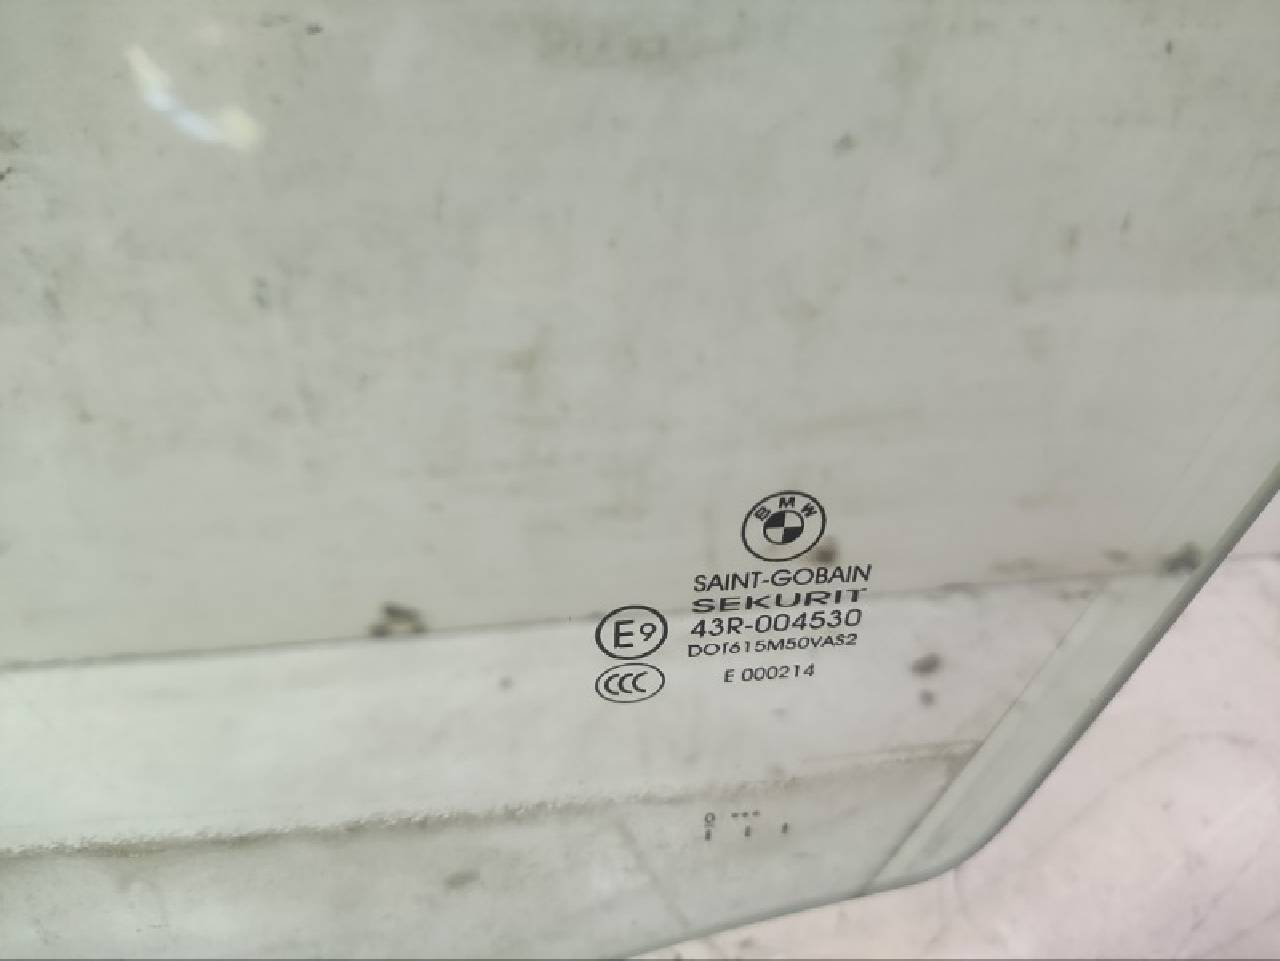 BMW
SAINT-GOBAIN
SEKURIT
E9 43R-004530
DOT615M50VAS2
CCC E 000214